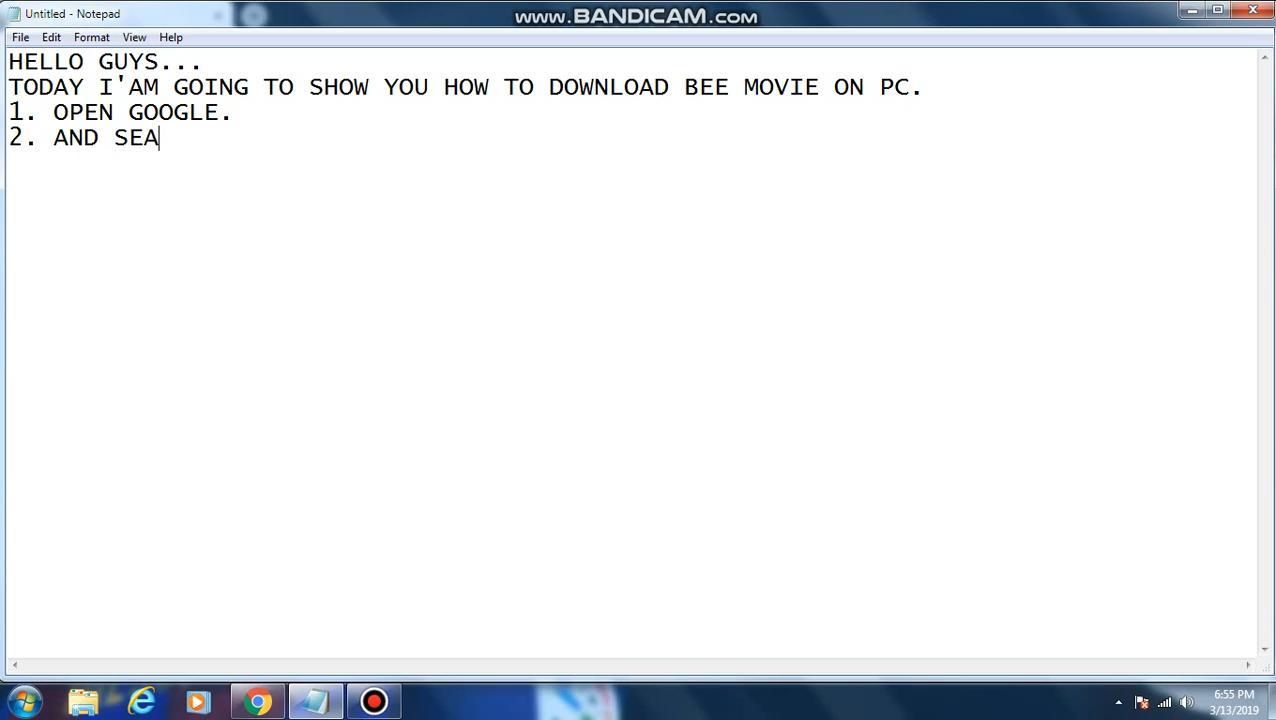 Untitled - Notepad
www.BANDICAM.com
File Edit Format View Help
HELLO GUYS...
TODAY I'AM GOING TO SHOW YOU HOW TO DOWNLOAD BEE MOVIE ON PC.
1. OPEN GOOGLE.
2. AND SEA
6:55 PM
3/13/2019